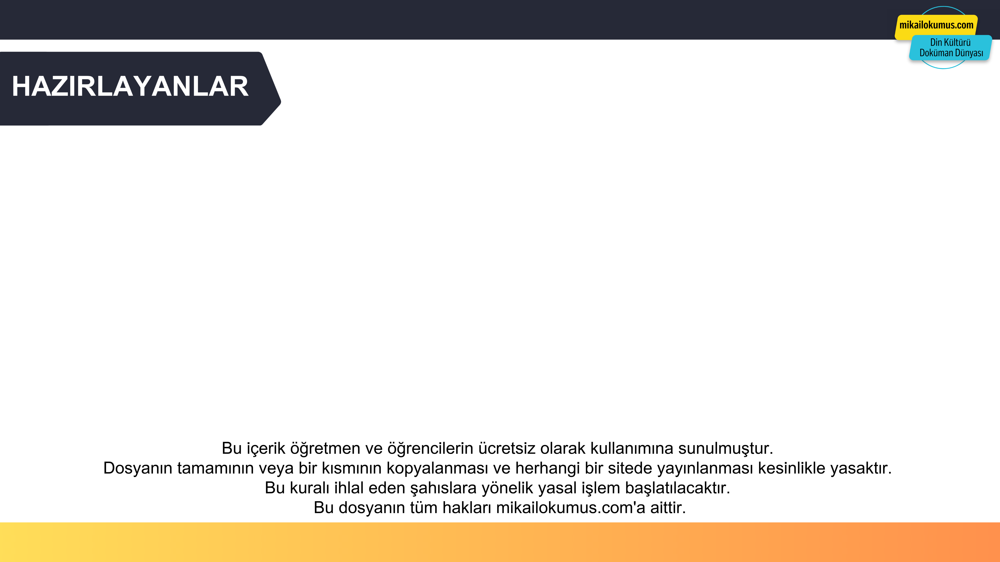 mikailokumus.com
Din Kültürü
Doküman Dünyası
HAZIRLAYANLAR
Bu içerik öğretmen ve öğrencilerin ücretsiz olarak kullanımına sunulmuştur.
Dosyanın tamamının veya bir kısmının kopyalanması ve herhangi bir sitede yayınlanması kesinlikle yasaktır.
Bu kuralı ihlal eden şahıslara yönelik yasal işlem başlatılacaktır.
Bu dosyanın tüm hakları mikailokumus.com'a aittir.